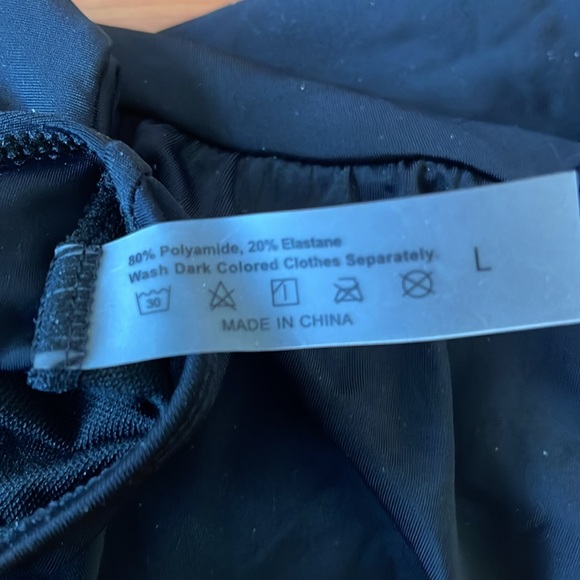 80% Polyamide, 20% Elastane
Wash Dark Colored Clothes Separately.
L
30
MADE IN CHINA